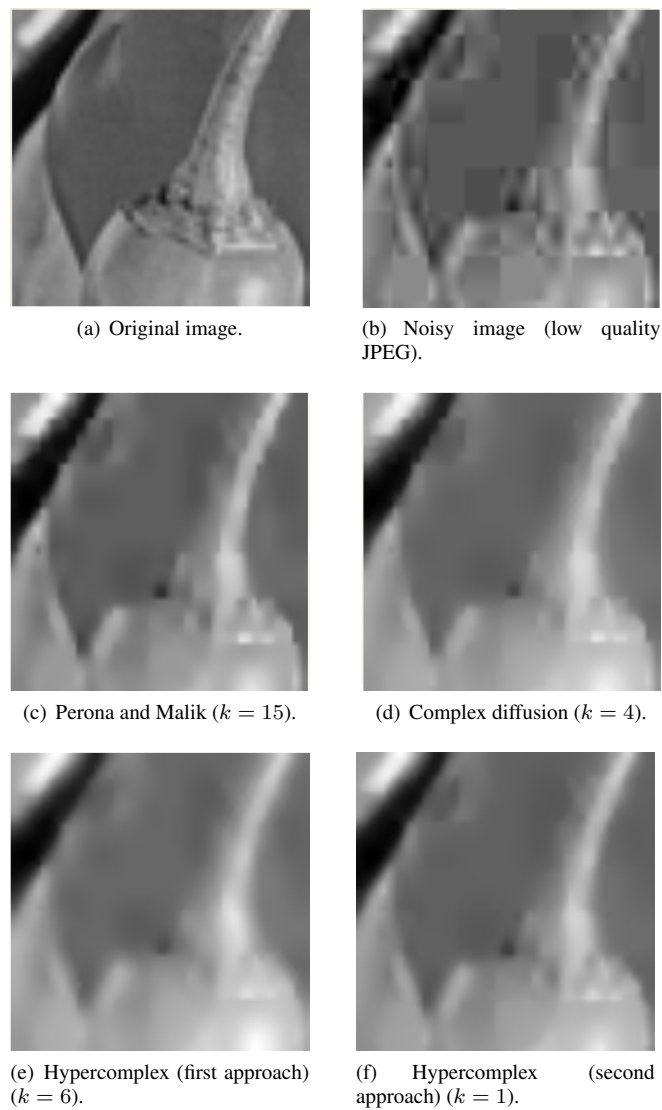 (a) Original image.
(b) Noisy image (low quality
JPEG).
(c) Perona and Malik (k = 15).
(d) Complex diffusion (k = 4).
(e) Hypercomplex (first approach)
(k = 6).
(f) Hypercomplex (second
approach) (k = 1).